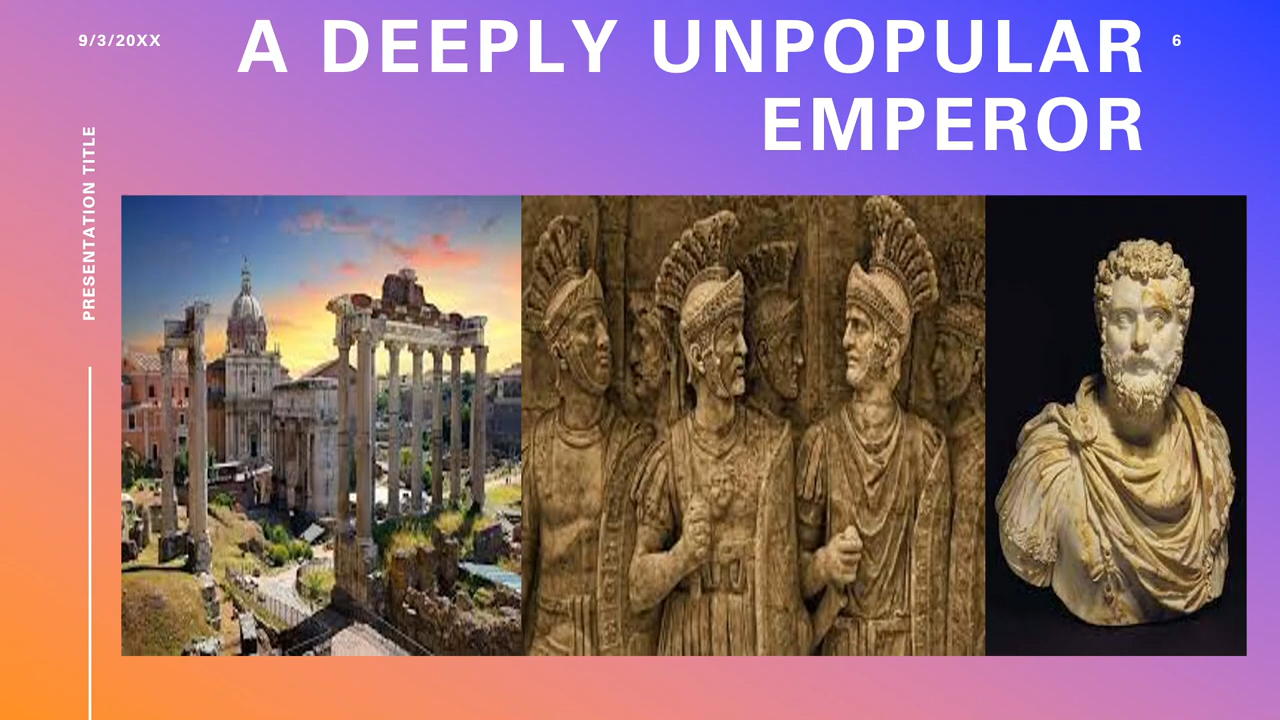 9/3/20XX
A DEEPLY UNPOPULAR
EMPEROR
6
PRESENTATION TITLE